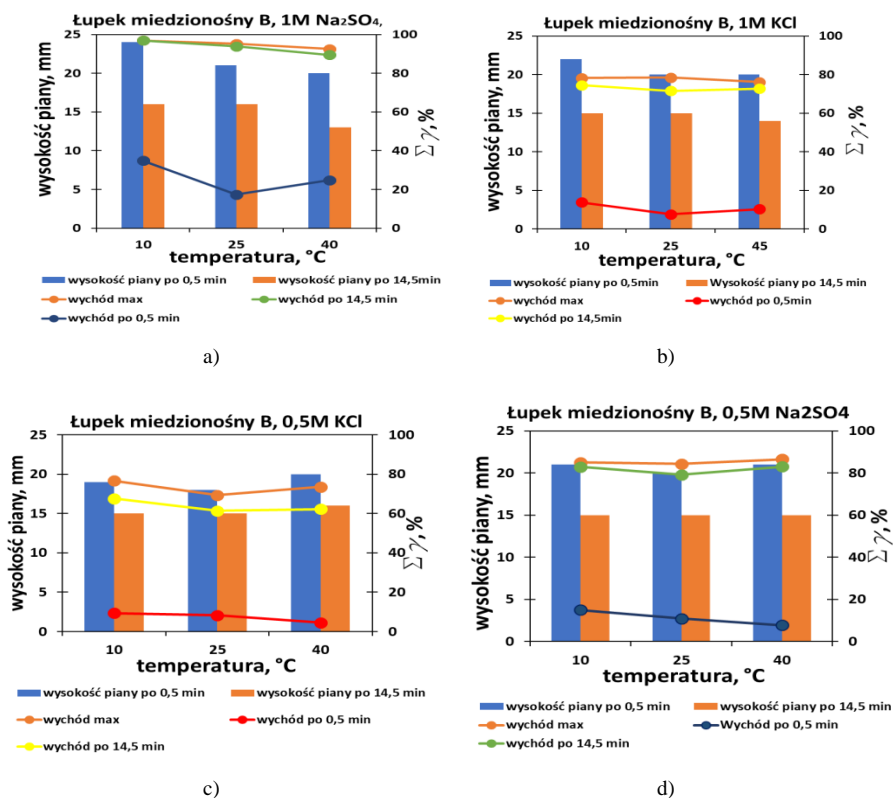 Łupek miedzionośny B, 1M Na₂SO₄,
wysokość piany, mm
25
20
15
10
5
0
100
80
60
40
20
0
Σ γ, %
10 25 40
temperatura, °C
wysokość piany po 0,5 min wysokość piany po 14,5min
wychód max wychód po 14,5 min
wychód po 0,5 min
a)
Łupek miedzionośny B, 1M KCl
wysokość piany, mm
25
20
15
10
5
0
100
80
60
40
20
0
Σ γ, %
10 25 45
temperatura, °C
wysokość piany po 0,5min Wysokość piany po 14,5 min
wychód max wychód po 0,5min
wychód po 14,5min
b)
Łupek miedzionośny B, 0,5M KCl
wysokość piany, mm
25
20
15
10
5
0
100
80
60
40
20
0
Σ γ, %
10 25 40
temperatura, °C
wysokość piany po 0,5 min wysokość piany po 14,5 min
wychód max wychód po 0,5 min
wychód po 14,5 min
c)
Łupek miedzionośny B, 0,5M Na2SO4
wysokość piany, mm
25
20
15
10
5
0
100
80
60
40
20
0
Σ γ, %
10 25 40
temperatura, °C
wysokość piany po 0,5 min wysokość piany po 14,5 min
wychód max Wychód po 0,5 min
wychód po 14,5 min
d)